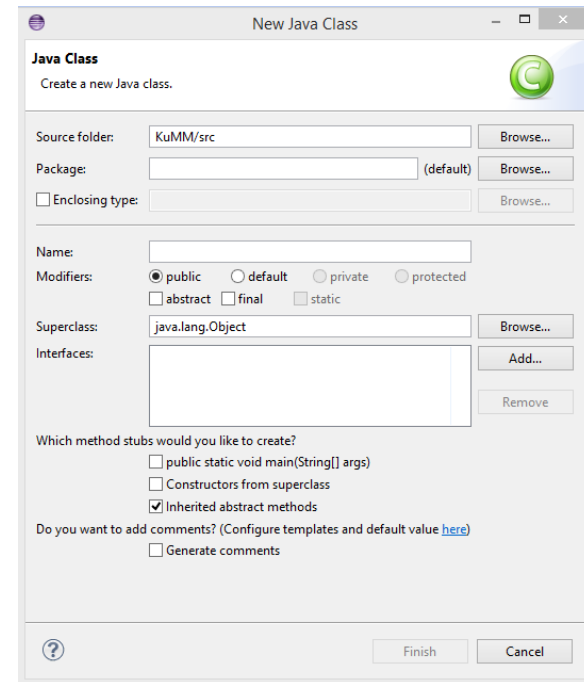 New Java Class
Java Class
Create a new Java class.
C
Source folder: KuMM/src Browse...
Package: (default) Browse...
Enclosing type: Browse...
Name:
Modifiers: public default private protected
abstract final static
Superclass: java.lang.Object Browse...
Interfaces: Add...
Remove
Which method stubs would you like to create?
public static void main(String[] args)
Constructors from superclass
Inherited abstract methods
Do you want to add comments? (Configure templates and default value here)
Generate comments
? Finish Cancel